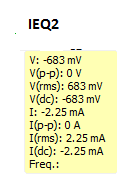 IEQ2
V: -683 mV
V(p-p): 0 V
V(rms): 683 mV
V(dc): -683 mV
I: -2.25 mA
I(p-p): 0 A
I(rms): 2.25 mA
I(dc): -2.25 mA
Freq.: